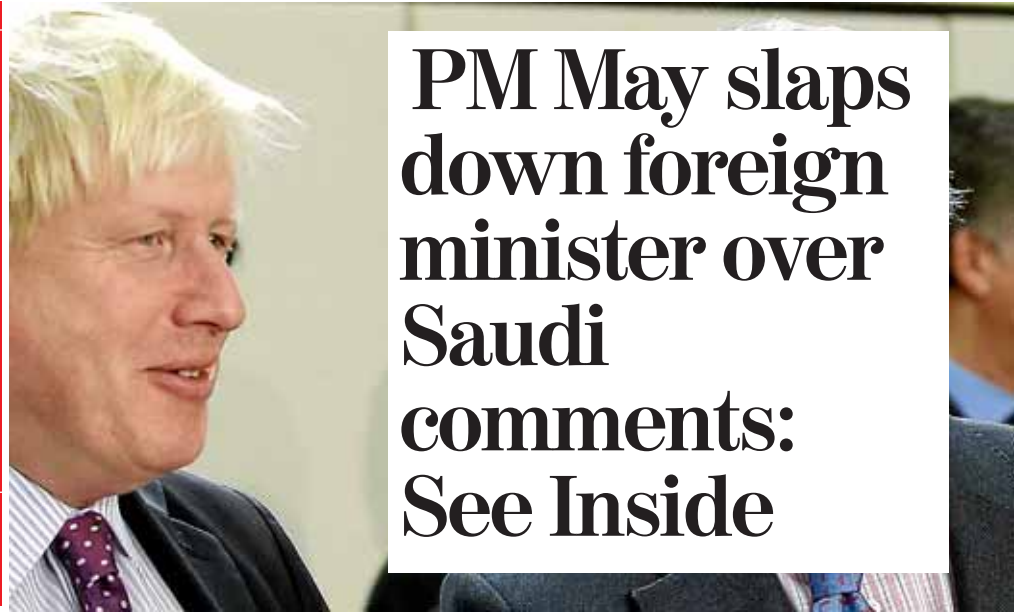 PM May slaps
down foreign
minister over
Saudi
comments:
See Inside